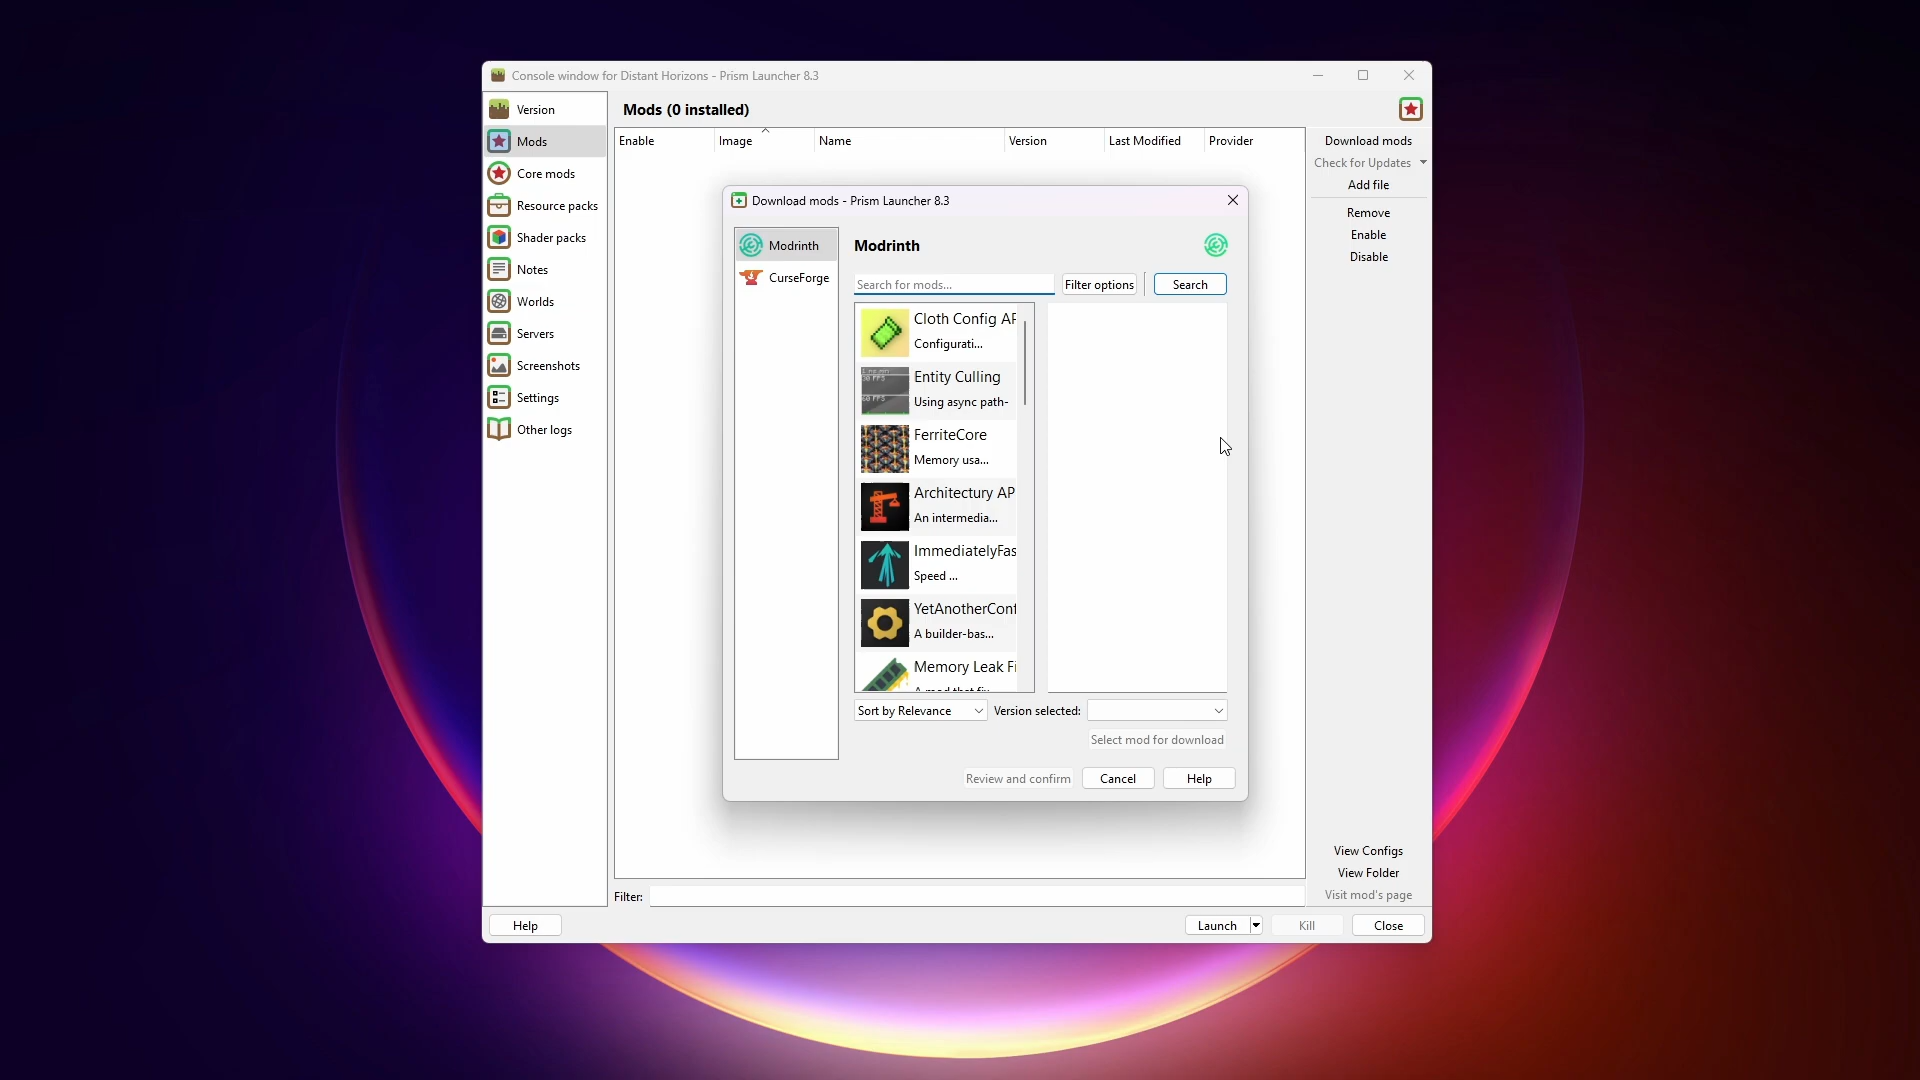 Console window for Distant Horizons - Prism Launcher 8.3
Version
Mods
Core mods
Resource packs
Shader packs
Notes
Worlds
Servers
Screenshots
Settings
Other logs
Mods (0 installed)
Enable Image Name Version Last Modified Provider
Download mods
Check for Updates
Add file
Remove
Enable
Disable
Download mods - Prism Launcher 8.3
Modrinth
CurseForge
Modrinth
Search for mods...
Filter options
Search
Cloth Config AP
Configurati...
Entity Culling
Using async path-
FerriteCore
Memory usa...
Architectury AP
An intermedia...
ImmediatelyFas
Speed ...
YetAnotherConf
A builder-bas...
Memory Leak Fi
Sort by Relevance
Version selected:
Select mod for download
Review and confirm
Cancel
Help
View Configs
View Folder
Visit mod's page
Filter:
Help
Launch
Kill
Close